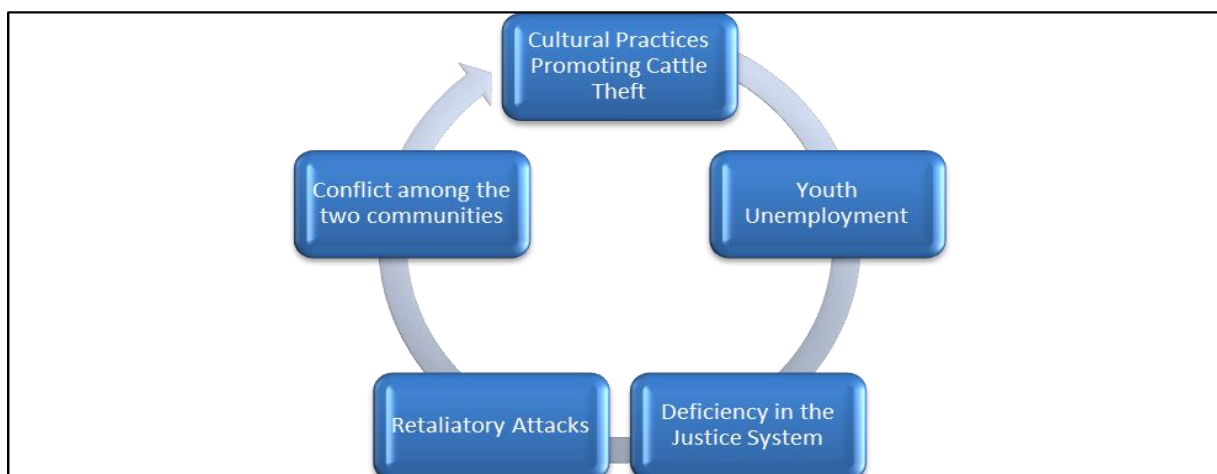 Cultural Practices
Promoting Cattle
Theft
Youth
Unemployment
Deficiency in the
Justice System
Retaliatory Attacks
Conflict among the
two communities